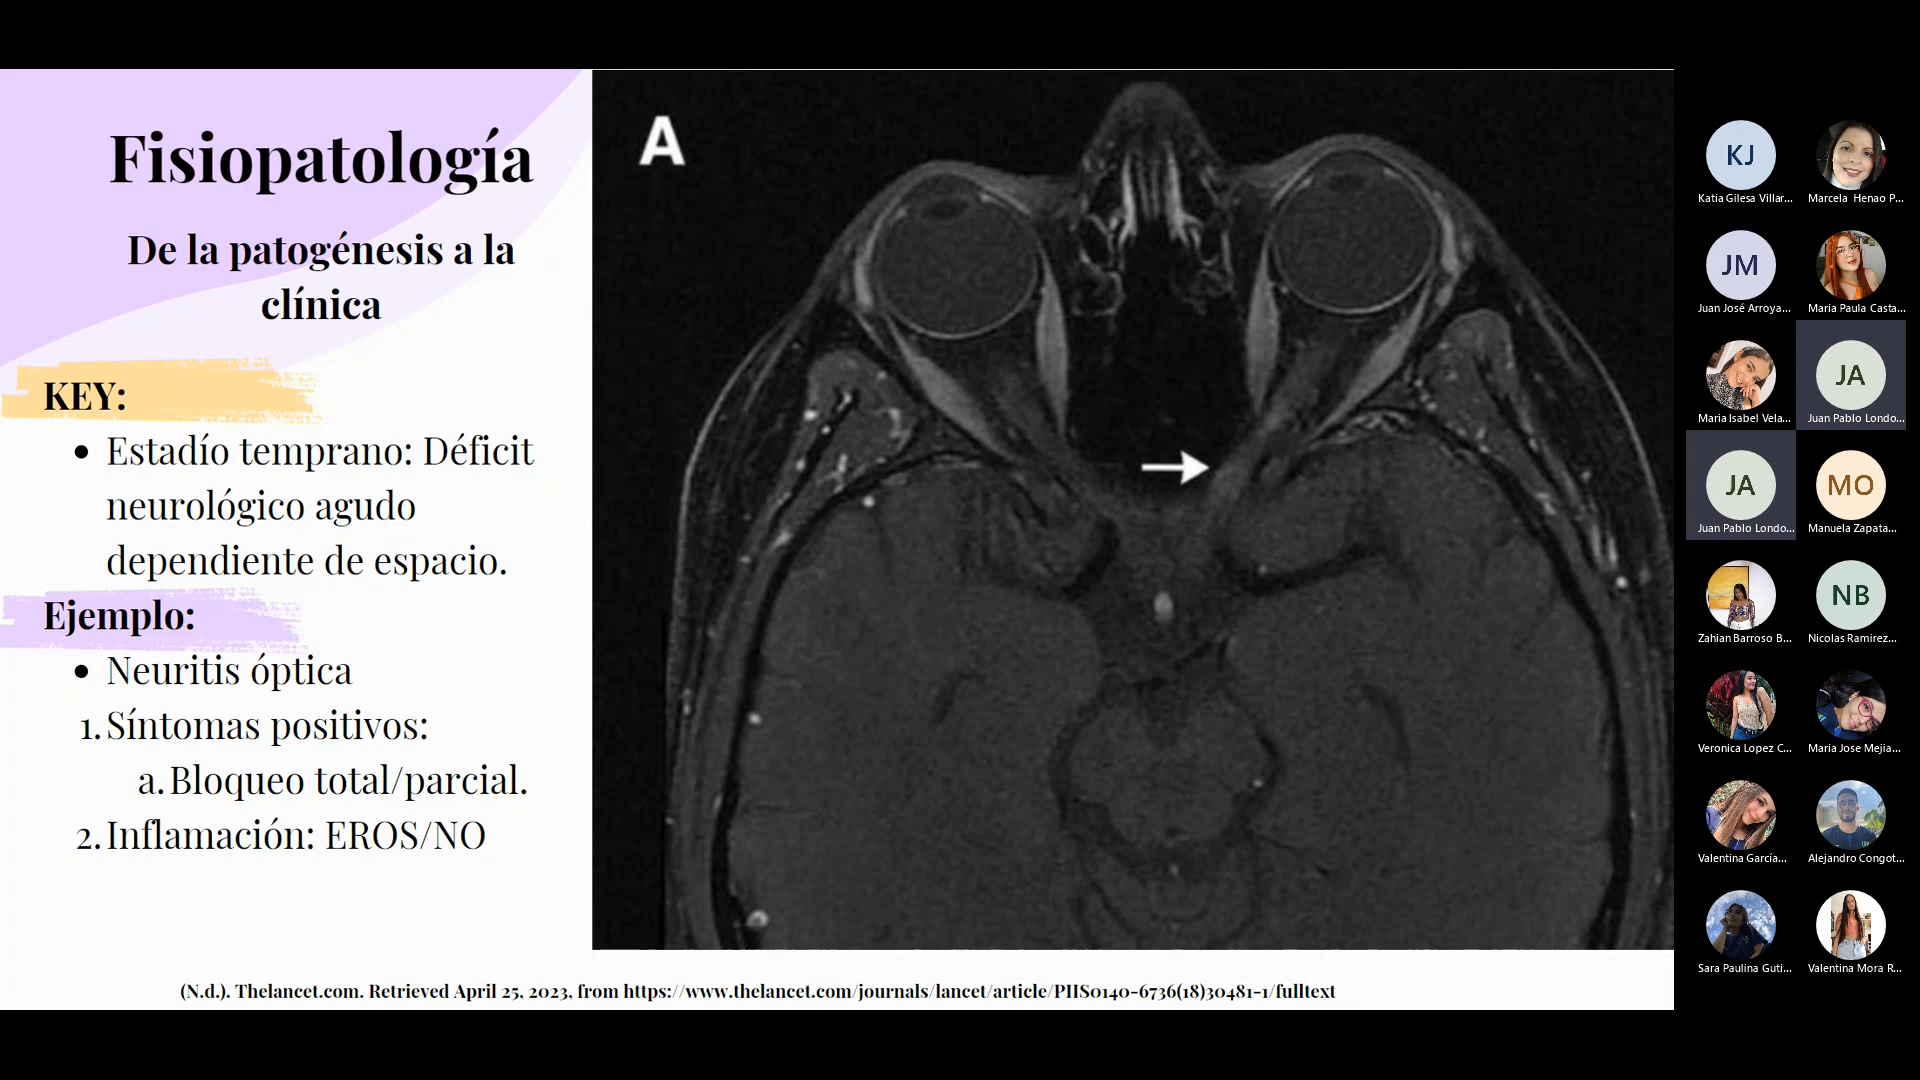 Fisiopatología
De la patogénesis a la
clínica
KEY:
Estadío temprano: Déficit
neurológico agudo
dependiente de espacio.
Ejemplo:
Neuritis óptica
1. Síntomas positivos:
a. Bloqueo total/parcial.
2. Inflamación: EROS/NO
A
(N.d.). Thelancet.com. Retrieved April 25, 2023, from https://www.thelancet.com/journals/lancet/article/PIIS0140-6736(18)30481-1/fulltext
KJ
Katia Gilesa Villar...
Marcela Henao P...
JM
Juan José Arroya...
Maria Paula Casta...
Maria Isabel Vela...
JA
Juan Pablo Londo...
JA
Juan Pablo Londo...
MO
Manuela Zapata...
Zahian Barroso B...
NB
Nicolas Ramirez...
Veronica Lopez C...
Maria Jose Mejia...
Valentina García...
Alejandro Congot...
Sara Paulina Guti...
Valentina Mora R...